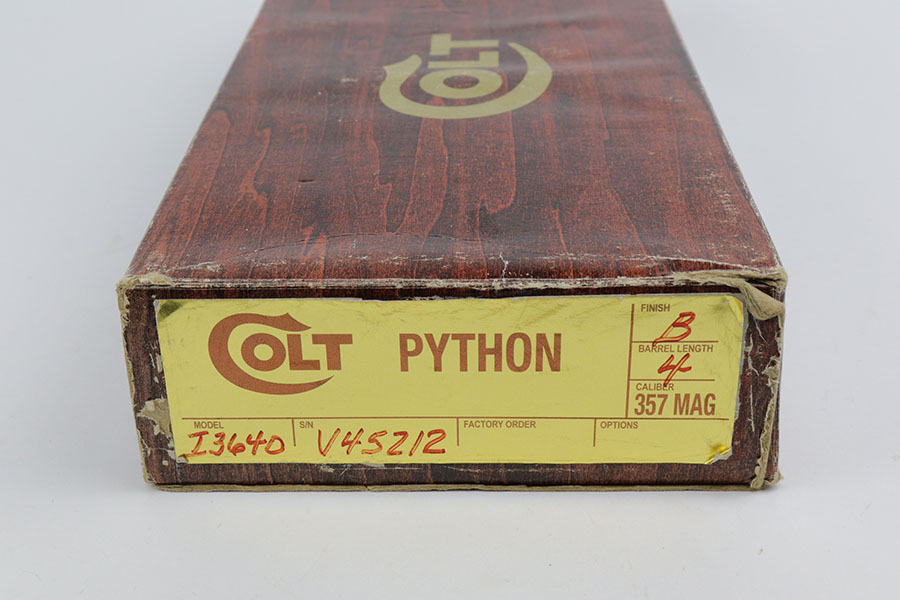 COLT
COLT PYTHON
FINISH
B
BARREL LENGTH
4
CALIBER
357 MAG
MODEL
I3640
S/N
V45212
FACTORY ORDER
OPTIONS